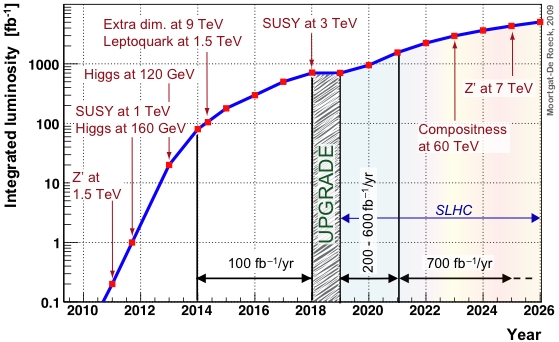 Extra dim. at 9 TeV
Leptoquark at 1.5 TeV
SUSY at 3 TeV
Higgs at 120 GeV
SUSY at 1 TeV
Higgs at 160 GeV
Z' at
1.5 TeV
Z' at 7 TeV
Compositness
at 60 TeV
UPGRADE
SLHC
100 fb⁻¹/yr
200 - 600 fb⁻¹/yr
700 fb⁻¹/yr
Integrated luminosity [fb⁻¹]
1000
100
10
1
0.1
2010 2012 2014 2016 2018 2020 2022 2024 2026
Year
Moortgat-De Roeck, 2009